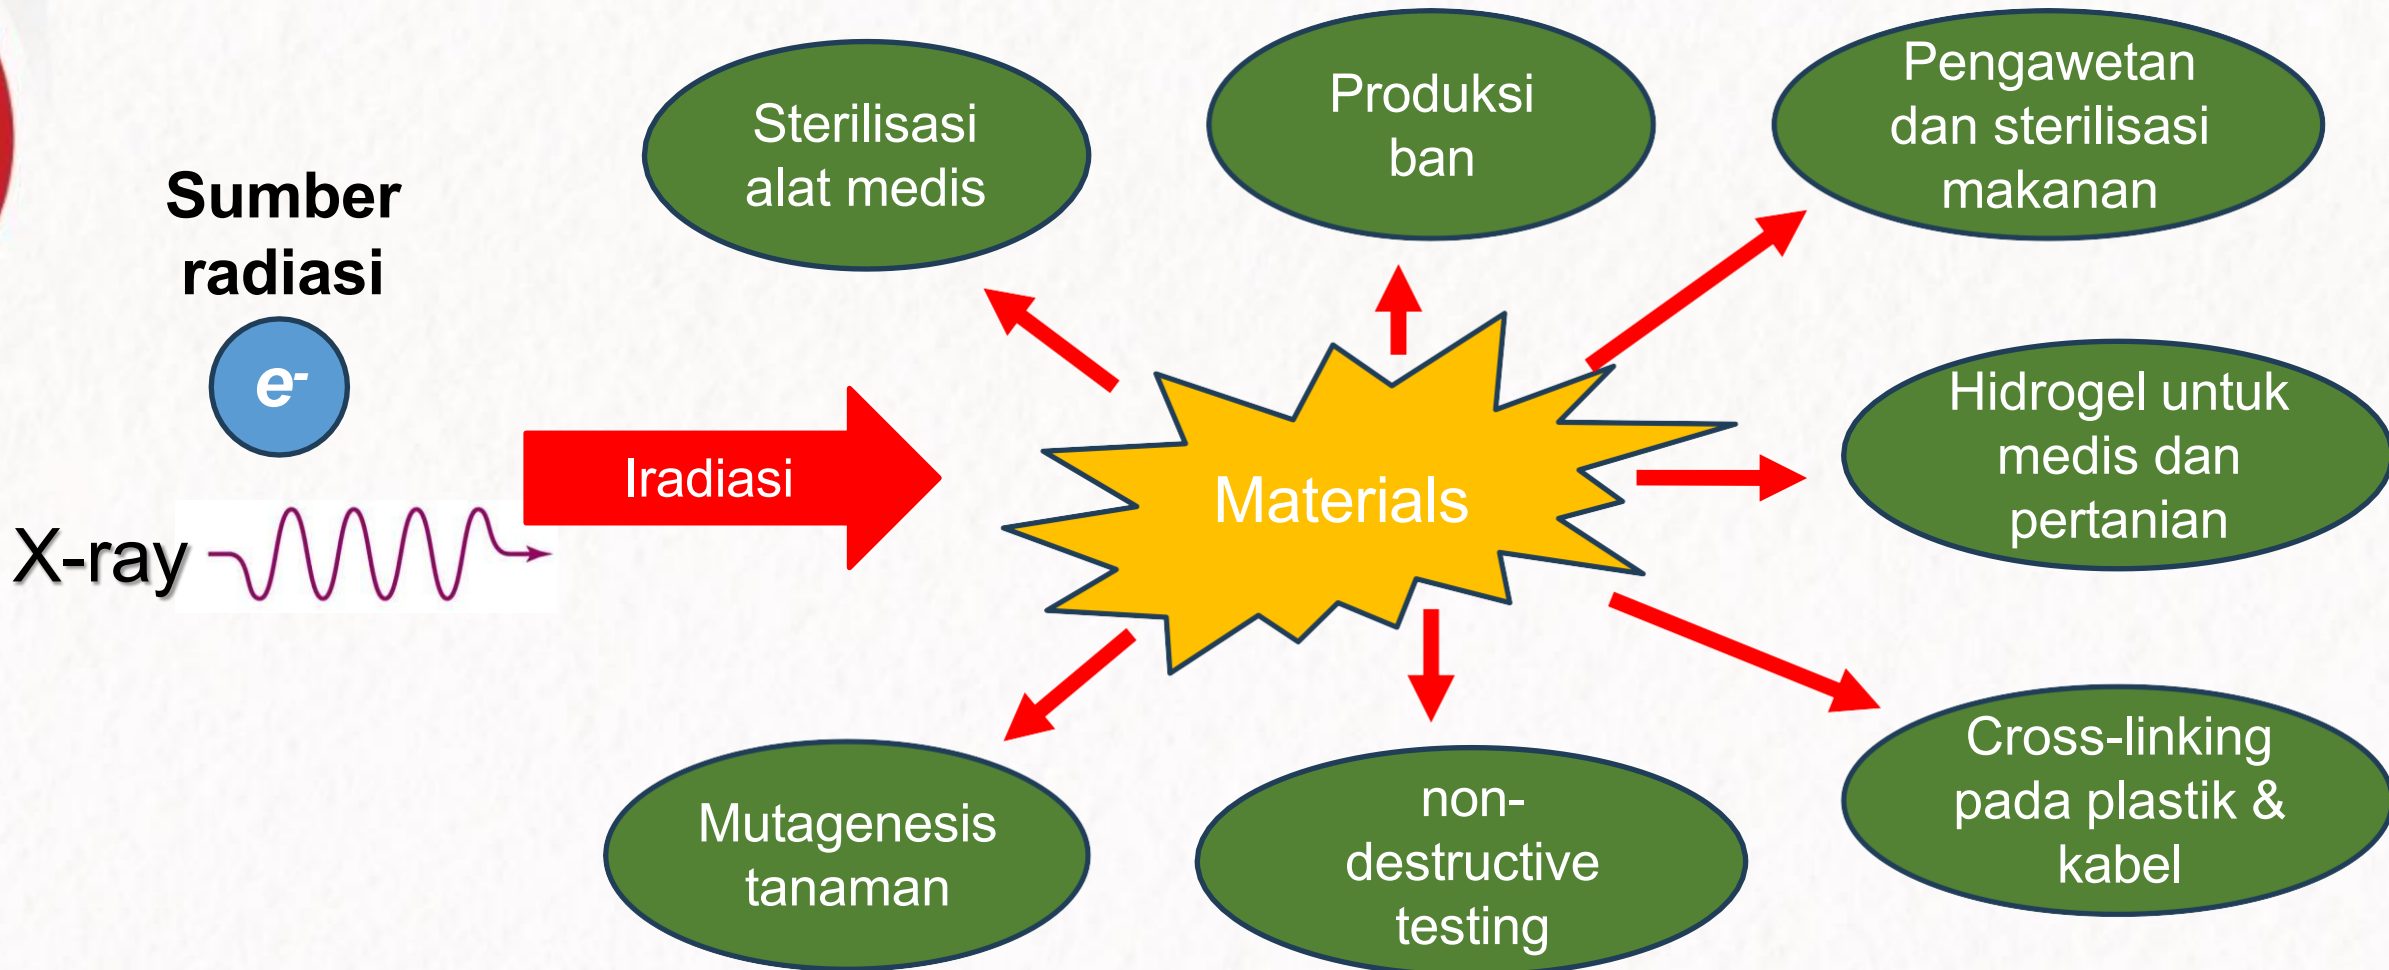 Sumber
radiasi
e-
X-ray
Iradiasi
Materials
Sterilisasi
alat medis
Produksi
ban
Pengawetan
dan sterilisasi
makanan
Hidrogel untuk
medis dan
pertanian
Cross-linking
pada plastik &
kabel
non-
destructive
testing
Mutagenesis
tanaman